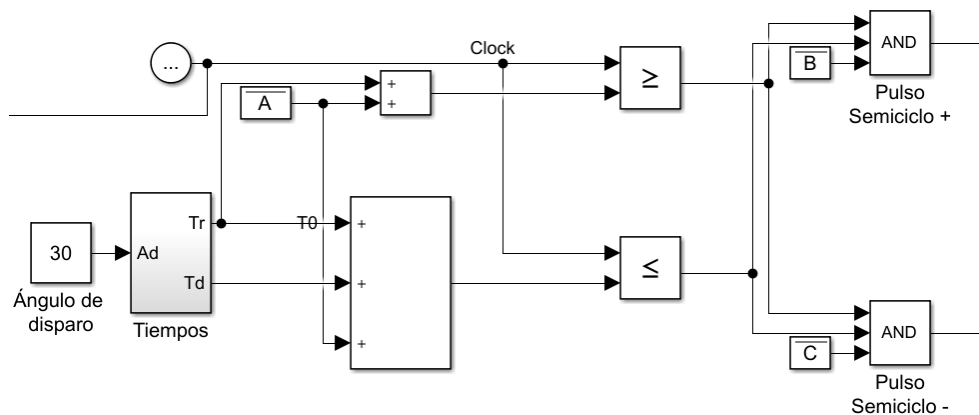 Clock
...
A
+
+
≥
B
AND
Pulso
Semiciclo +
30
Ángulo de
disparo
Ad
Tr
Td
Tiempos
T0
+
+
+
≤
C
AND
Pulso
Semiciclo -